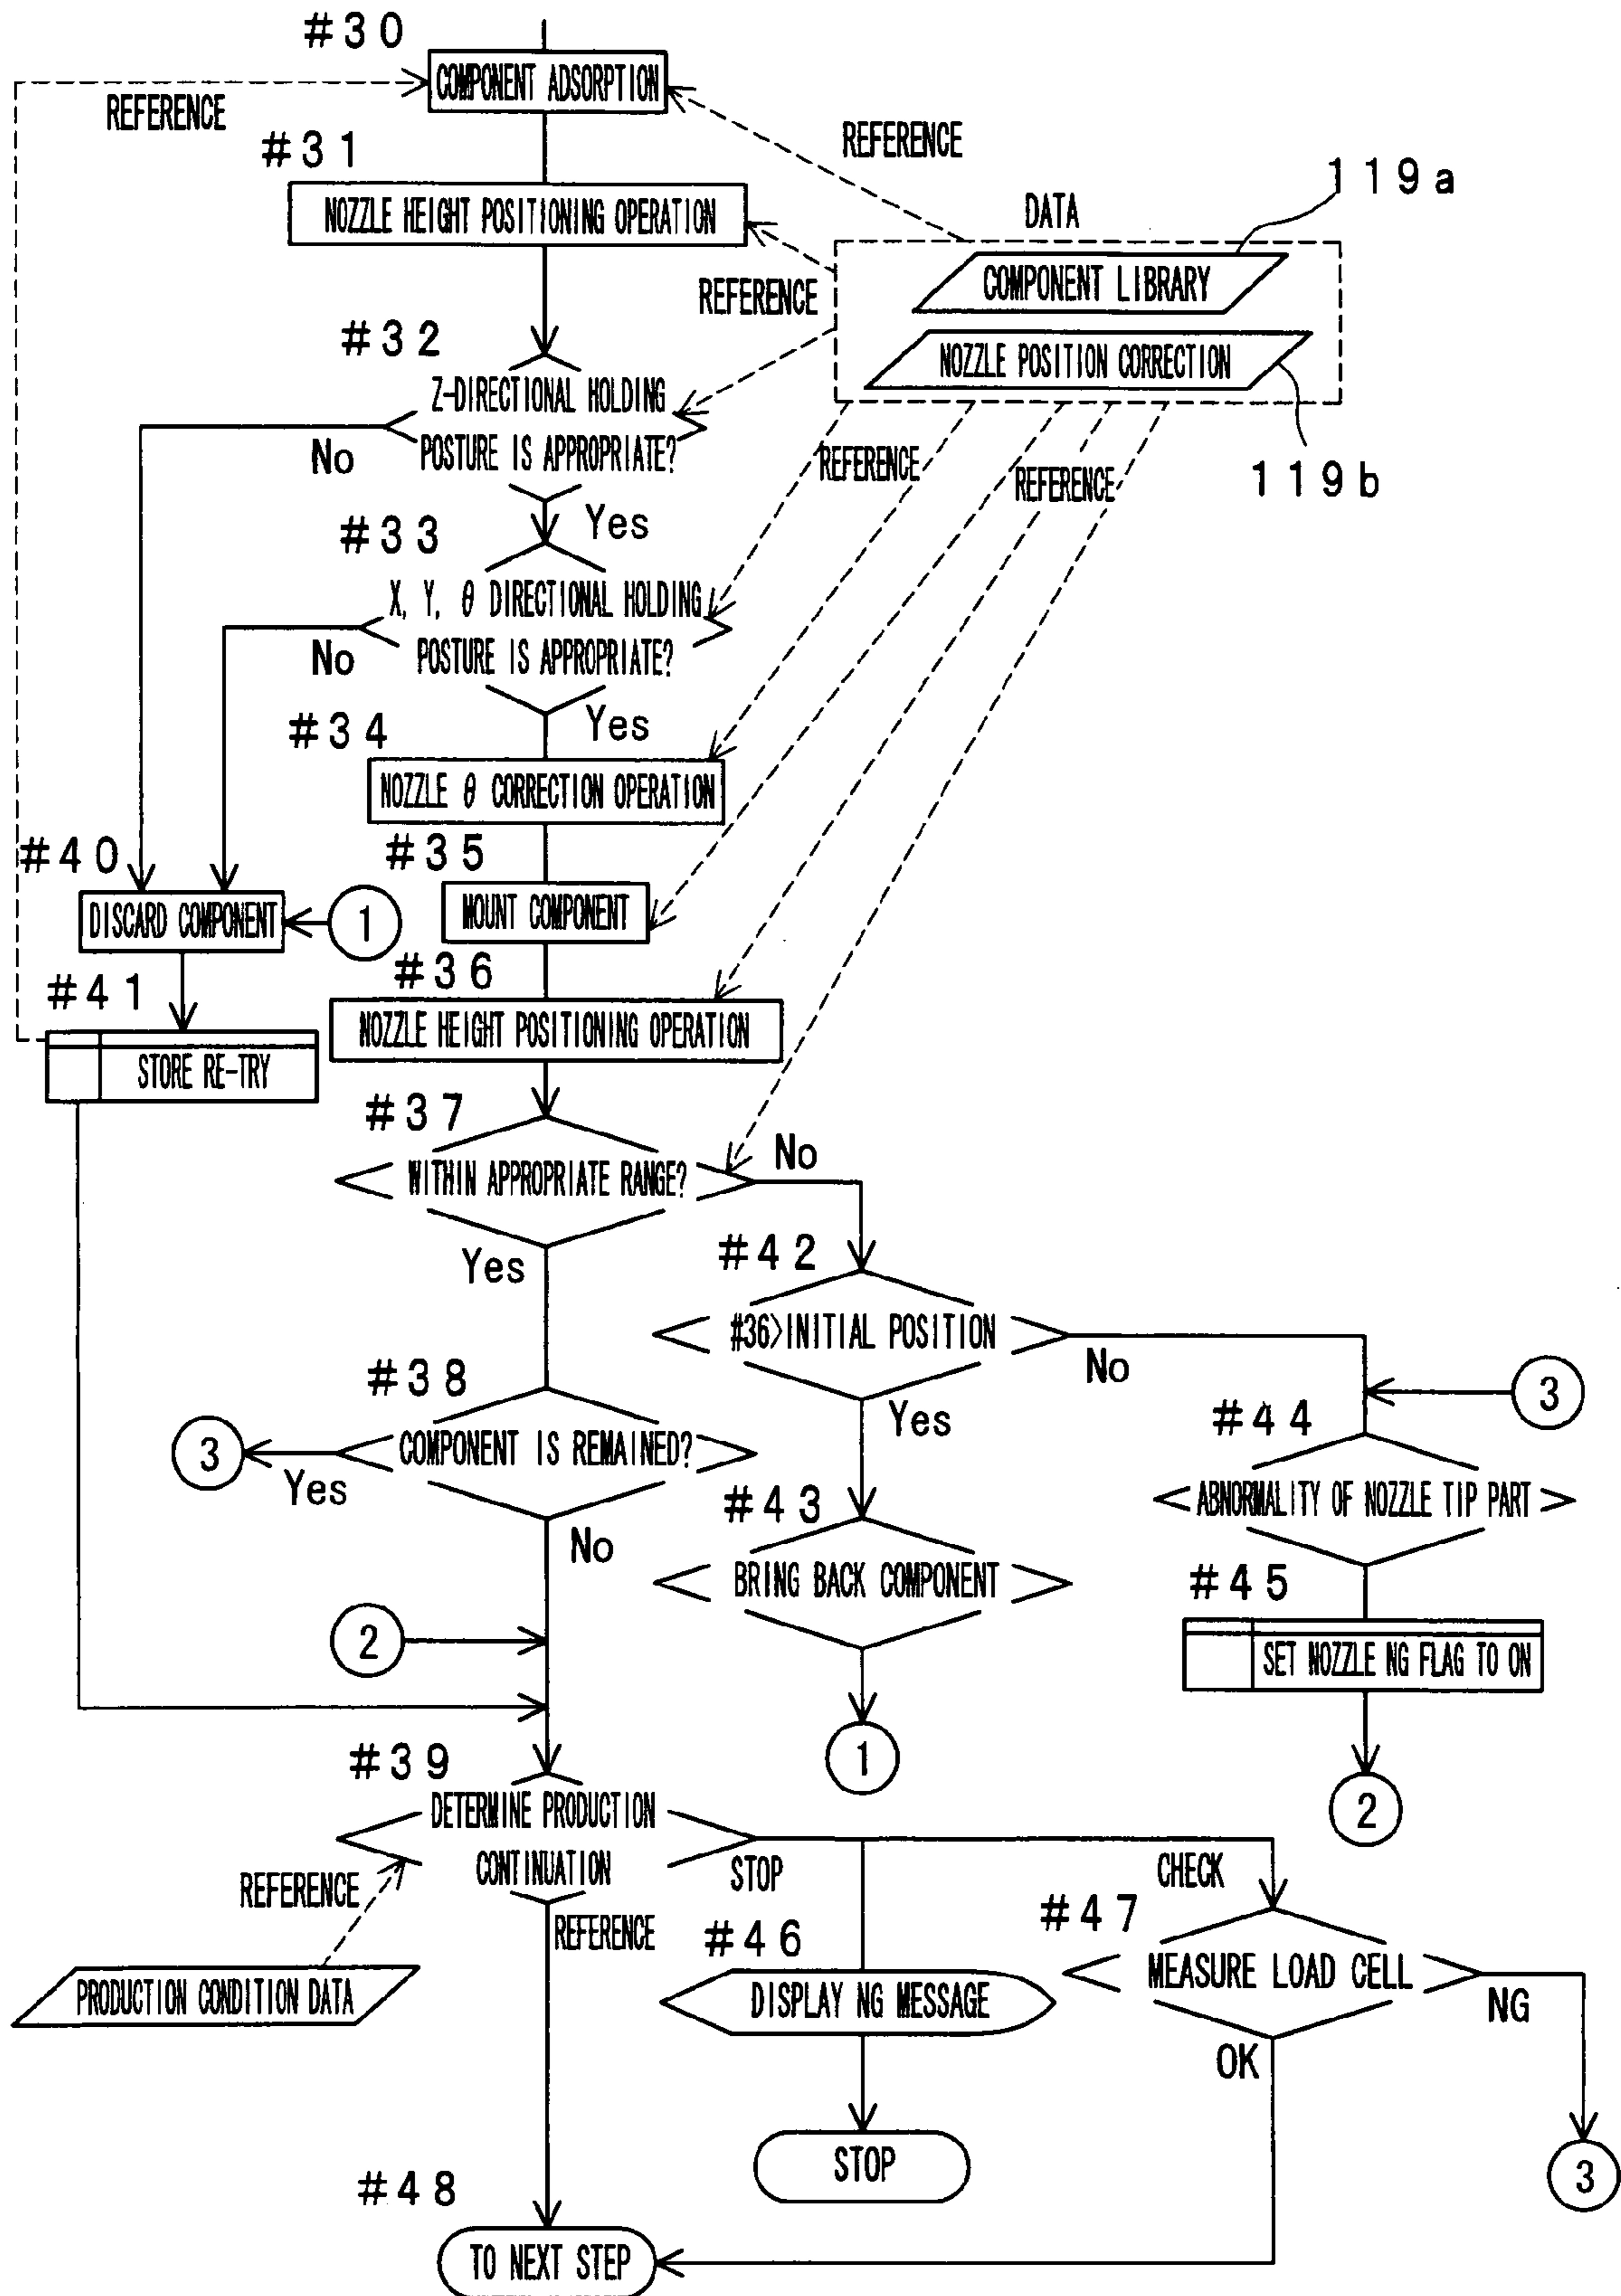 #30
COMPONENT ADSORPTION
REFERENCE
REFERENCE
#31
119a
NOZZLE HEIGHT POSITIONING OPERATION
DATA
COMPONENT LIBRARY
REFERENCE
#32
NOZZLE POSITION CORRECTION
Z-DIRECTIONAL HOLDING
POSTURE IS APPROPRIATE?
No
REFERENCE
REFERENCE
119b
Yes
#33
X, Y, θ DIRECTIONAL HOLDING
POSTURE IS APPROPRIATE?
No
Yes
#34
NOZZLE θ CORRECTION OPERATION
#40
#35
DISCARD COMPONENT
1
MOUNT COMPONENT
#36
#41
NOZZLE HEIGHT POSITIONING OPERATION
STORE RE-TRY
#37
WITHIN APPROPRIATE RANGE?
No
Yes
#42
#36>INITIAL POSITION
No
#38
Yes
3
#44
3
COMPONENT IS REMAINED?
Yes
ABNORMALITY OF NOZZLE TIP PART
#43
No
BRING BACK COMPONENT
#45
2
SET NOZZLE NG FLAG TO ON
1
#39
2
DETERMINE PRODUCTION
CONTINUATION
STOP
CHECK
REFERENCE
REFERENCE
#46
#47
MEASURE LOAD CELL
PRODUCTION CONDITION DATA
DISPLAY NG MESSAGE
NG
OK
STOP
3
#48
TO NEXT STEP